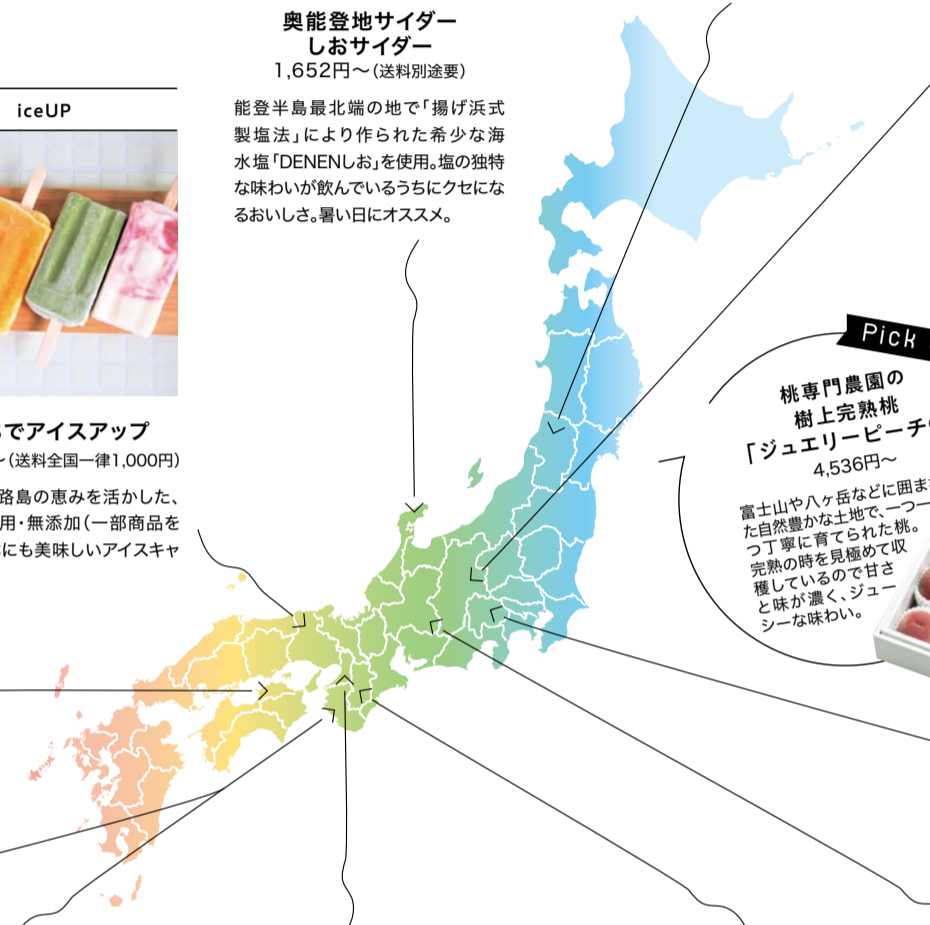 奥能登地サイダー
しおサイダー
1,652円〜(送料別途要)
能登半島最北端の地で「揚げ浜式
製塩法」により作られた希少な海
水塩「DENENしお」を使用。塩の独特
な味わいが飲んでいるうちにクセにな
るおいしさ。暑い日にオススメ。
iceUP
でアイスアップ
〜(送料全国一律1,000円)
路島の恵みを活かした、
用・無添加(一部商品を
にも美味しいアイスキャ
Pick
桃専門農園の
樹上完熟桃
「ジュエリーピーチ
4,536円〜
富士山や八ヶ岳などに囲ま
た自然豊かな土地で、一つ一
つ丁寧に育てられた桃。
完熟の時を見極めて収
穫しているので甘さ
と味が濃く、ジュー
シーな味わい。